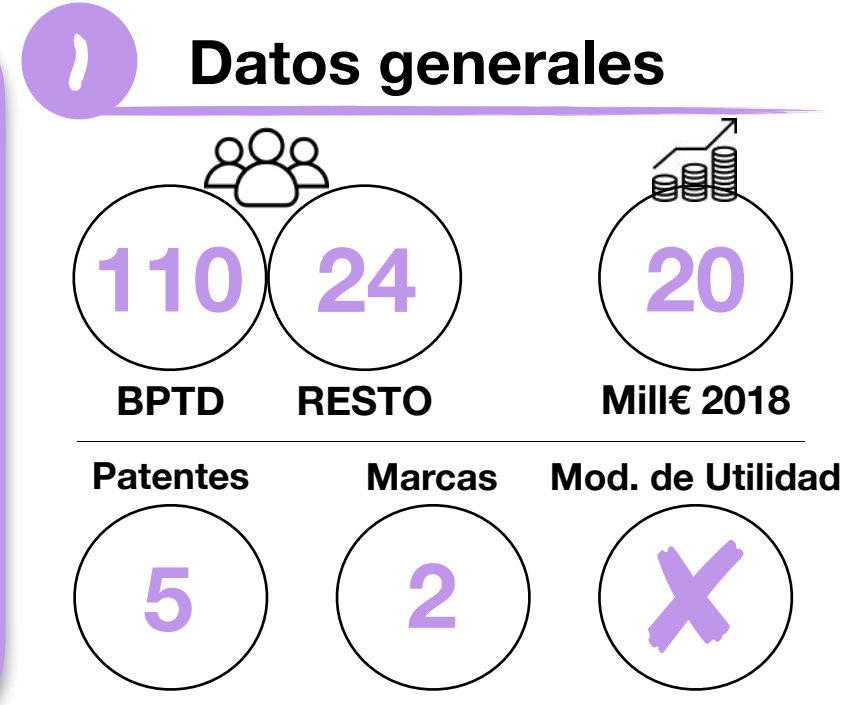 1
Datos generales
110 24 20
BPTD RESTO Mill€ 2018
Patentes Marcas Mod. de Utilidad
5 2 X